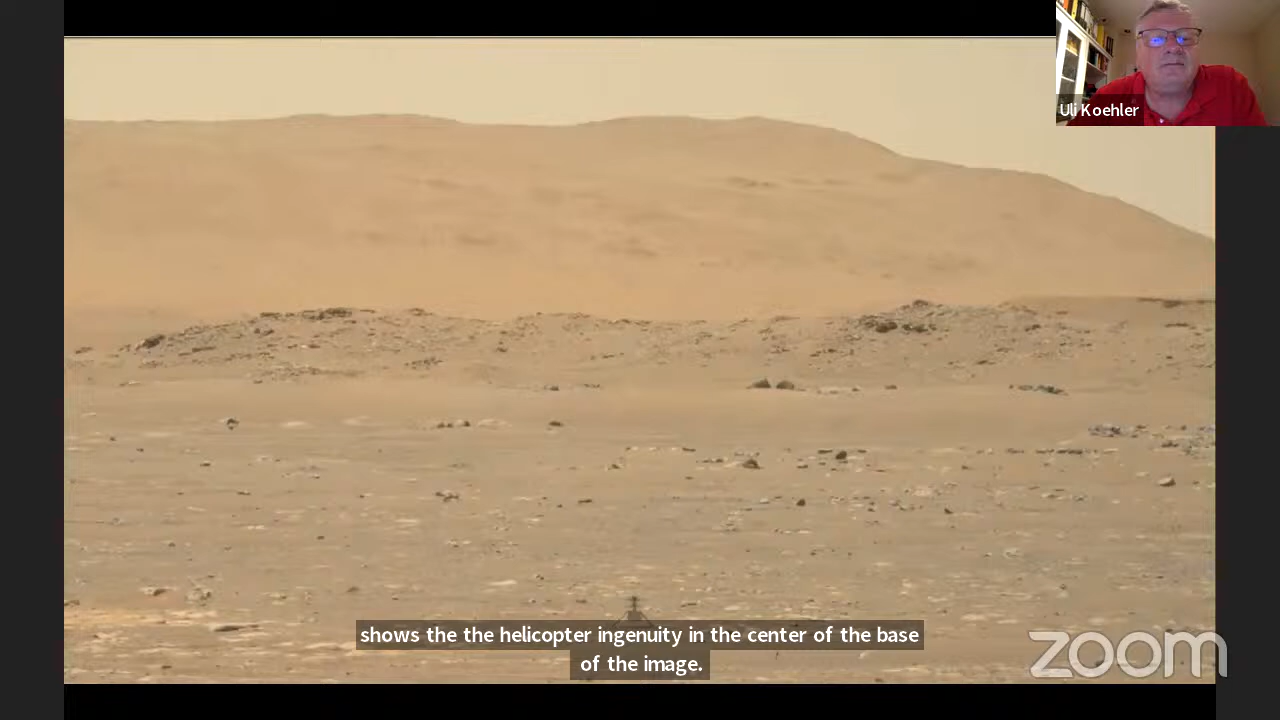 Uli Koehler
shows the the helicopter ingenuity in the center of the base
of the image.
zoom